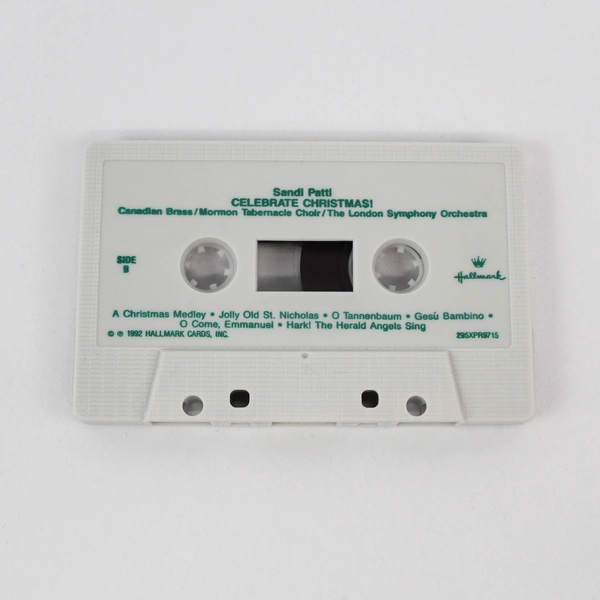 Sandi Patti
CELEBRATE CHRISTMAS!
Canadian Brass/Mormon Tabernacle Choir/The London Symphony Orchestra
SIDE
B
Hallmark
A Christmas Medley • Jolly Old St. Nicholas • O Tannenbaum • Gesù Bambino •
O Come, Emmanuel • Hark! The Herald Angels Sing
© ℗ 1992 HALLMARK CARDS, INC.
295XPR9715